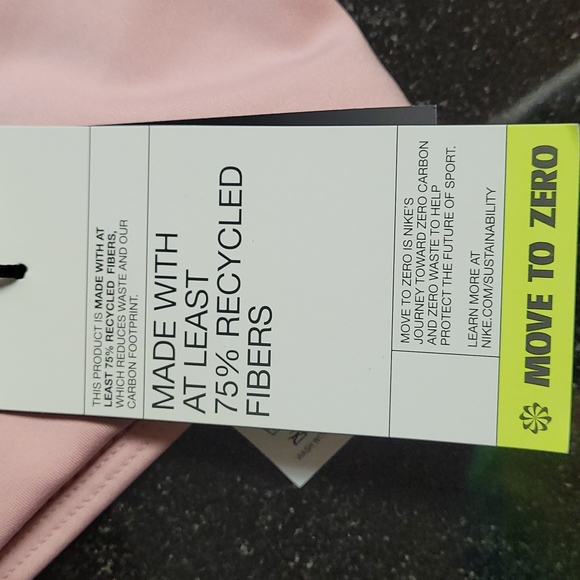 THIS PRODUCT IS MADE WITH AT
LEAST 75% RECYCLED FIBERS,
WHICH REDUCES WASTE AND OUR
CARBON FOOTPRINT.
MADE WITH
AT LEAST
75% RECYCLED
FIBERS
MOVE TO ZERO IS NIKE'S
JOURNEY TOWARD ZERO CARBON
AND ZERO WASTE TO HELP
PROTECT THE FUTURE OF SPORT.
LEARN MORE AT
NIKE.COM/SUSTAINABILITY
MOVE TO ZERO
WASH